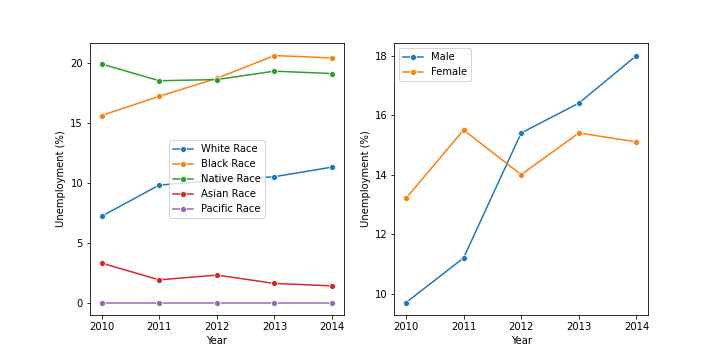 20
15
10
5
0
Unemployment (%)
White Race
Black Race
Native Race
Asian Race
Pacific Race
2010 2011 2012 2013 2014
Year
18
16
14
12
10
Unemployment (%)
Male
Female
2010 2011 2012 2013 2014
Year